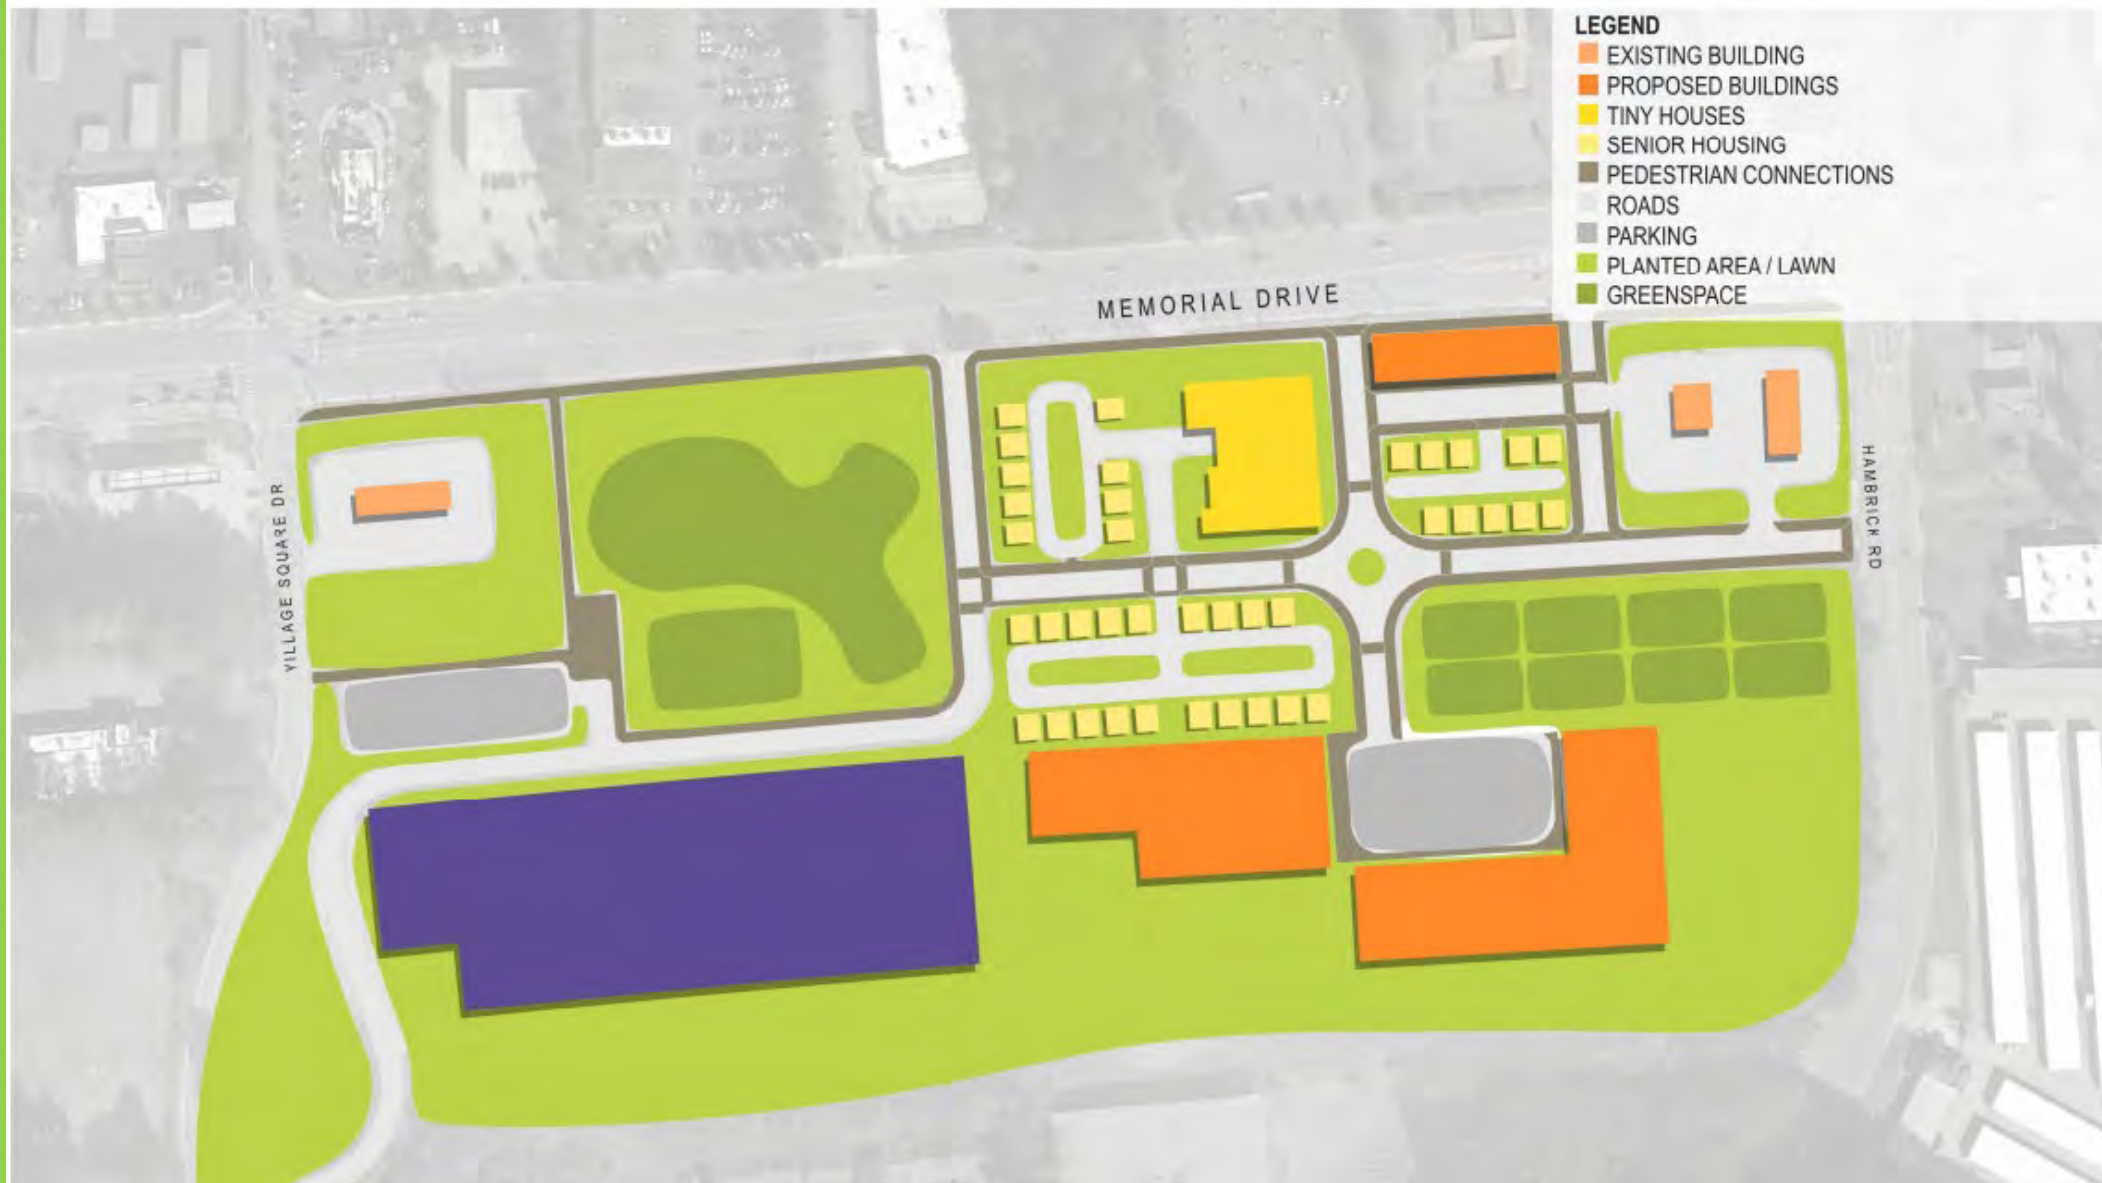 LEGEND
EXISTING BUILDING
PROPOSED BUILDINGS
TINY HOUSES
SENIOR HOUSING
PEDESTRIAN CONNECTIONS
ROADS
PARKING
PLANTED AREA / LAWN
GREENSPACE
MEMORIAL DRIVE
VILLAGE SQUARE DR
HAMBRICK RD